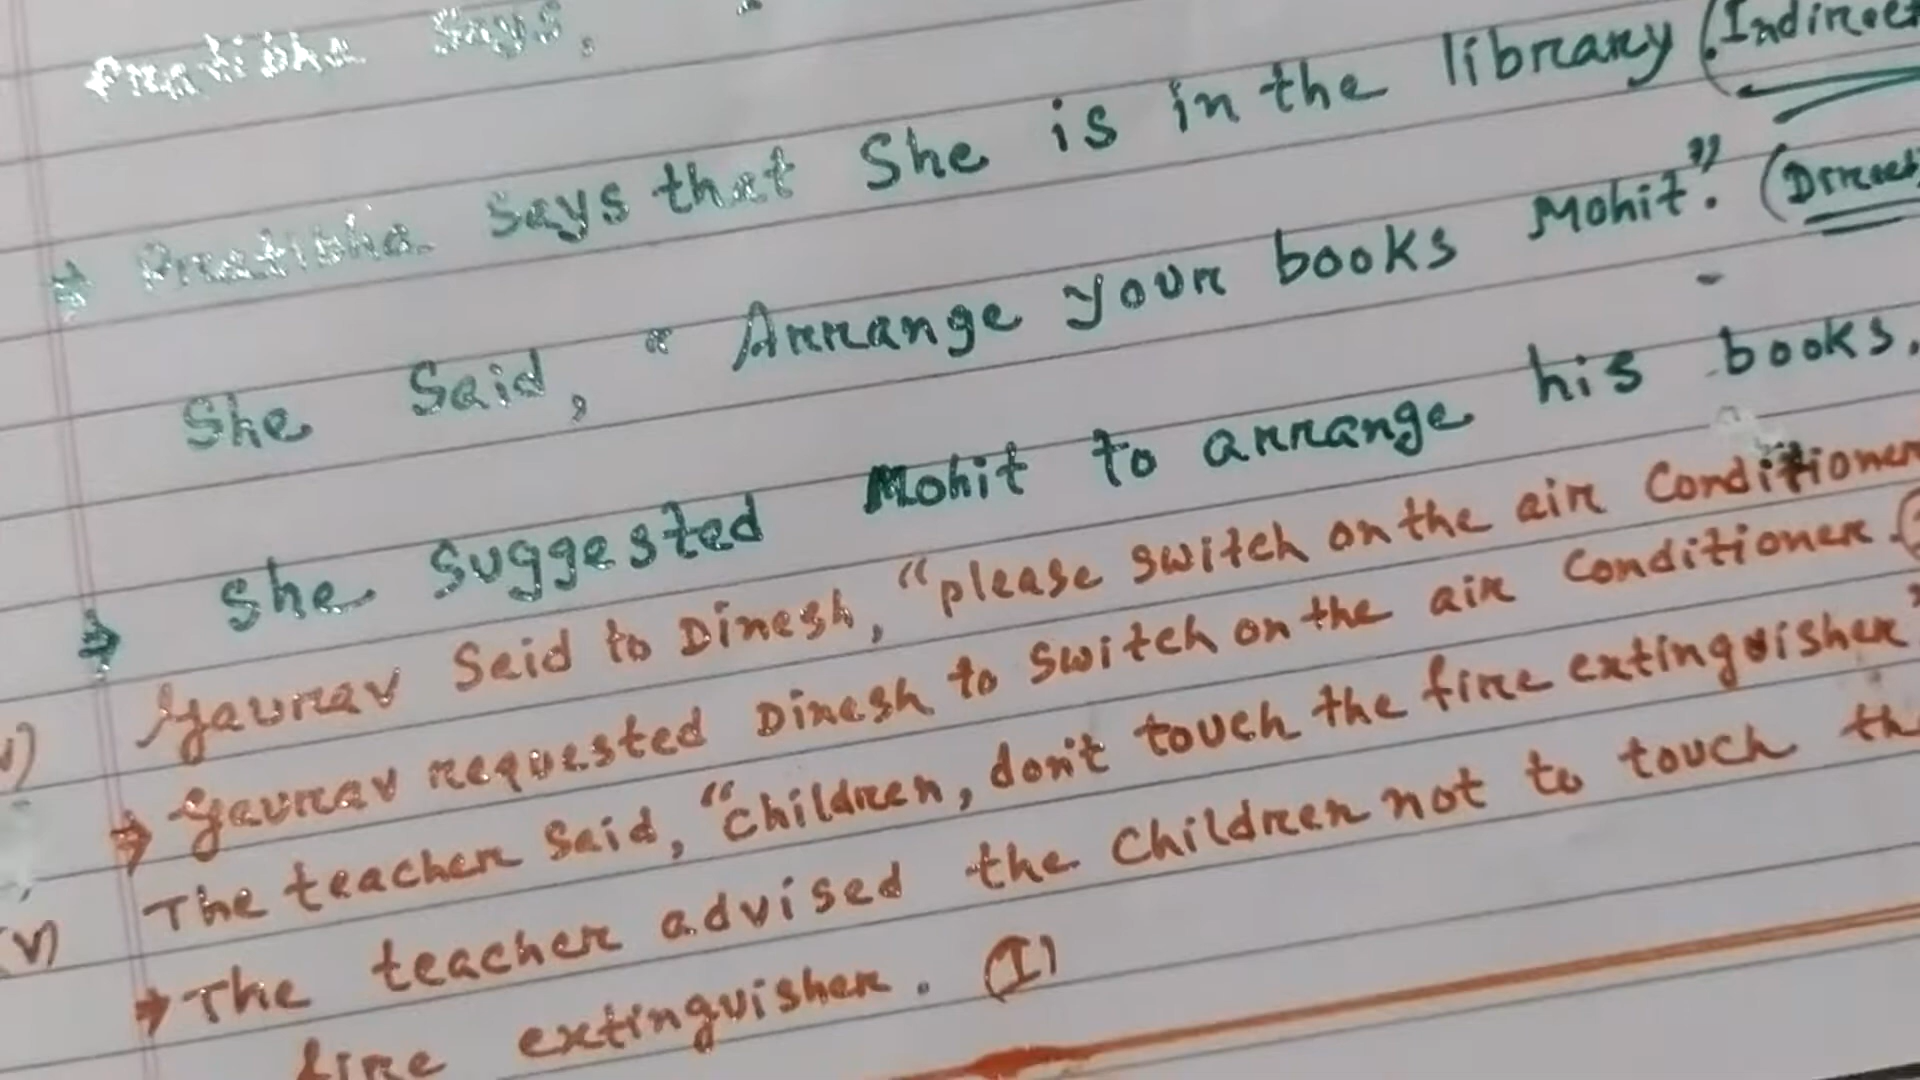 Pratibha Says,
⇒ Pratibha Says that She is in the library (Indirect
She Said, " Arrange your books Mohit". (Direct)
⇒ She Suggested Mohit to arrange his books.
Gaurav Said to Dinesh, "please switch on the air Conditioner
⇒ Gaurav requested Dinesh to Switch on the air Conditioner.
v) The teacher Said, "Children, don't touch the fire extinguisher"
⇒ The teacher advised the Children not to touch the
fire extinguisher. (I)